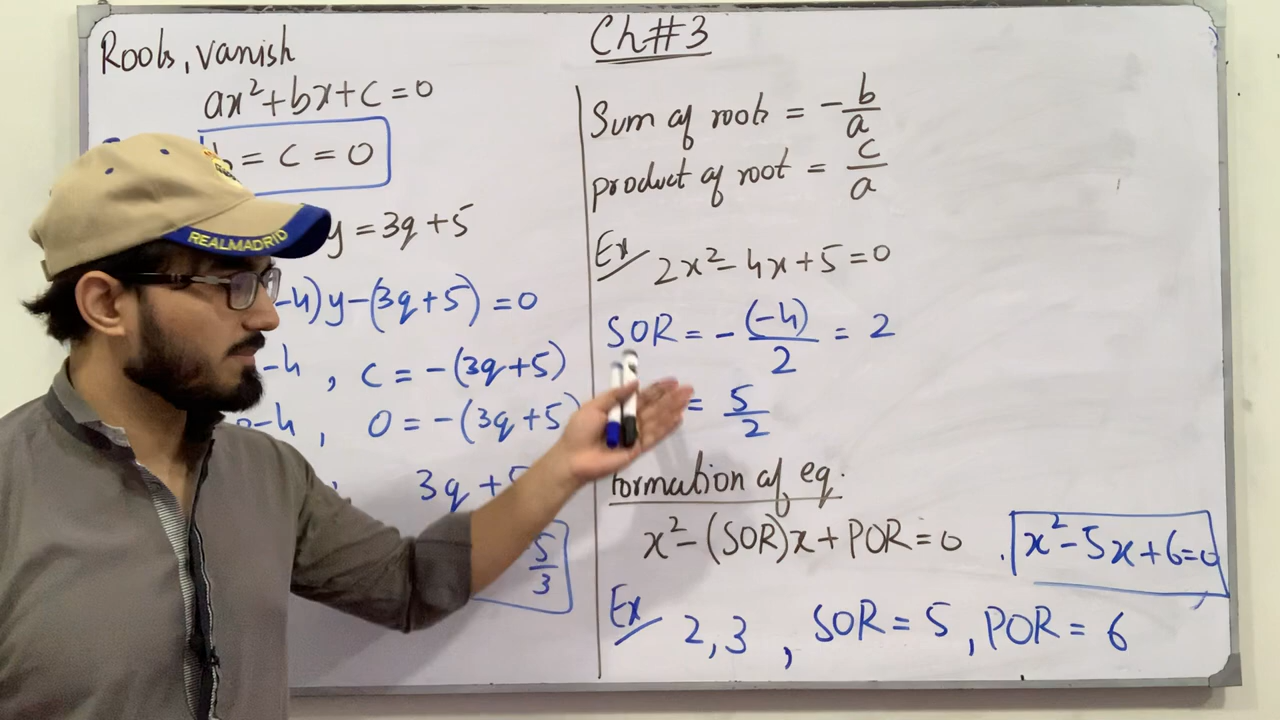 Roots, vanish
ax²+bx+c=0
= c = 0
y = 3q+5
-4)y-(3q+5)=0
-4, c = -(3q+5)
-4, 0 = -(3q+5)
3q+
5/3
REALMADRID
Ch#3
Sum of roots = -b/a
product of root = c/a
Ex 2x²-4x+5=0
SOR = -(-4)/2 = 2
= 5/2
formation of eq.
x²-(SOR)x+POR=0
x²-5x+6=0
Ex 2,3, SOR=5, POR=6